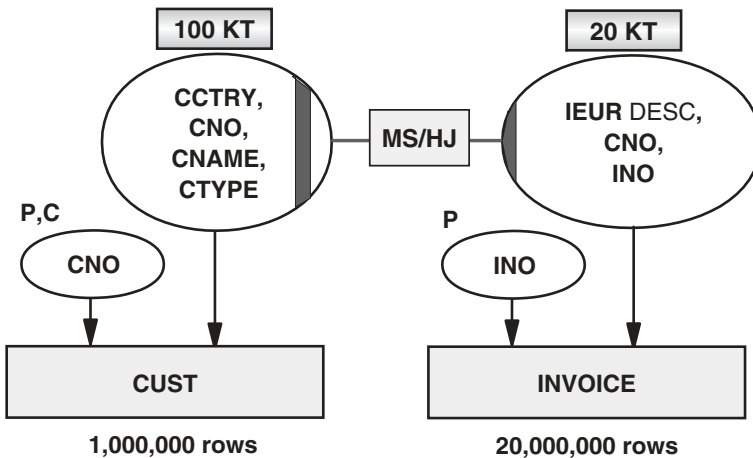 100 KT
20 KT
CCTRY,
CNO,
CNAME,
CTYPE
MS/HJ
IEUR DESC,
CNO,
INO
P,C
CNO
P
INO
CUST
INVOICE
1,000,000 rows
20,000,000 rows